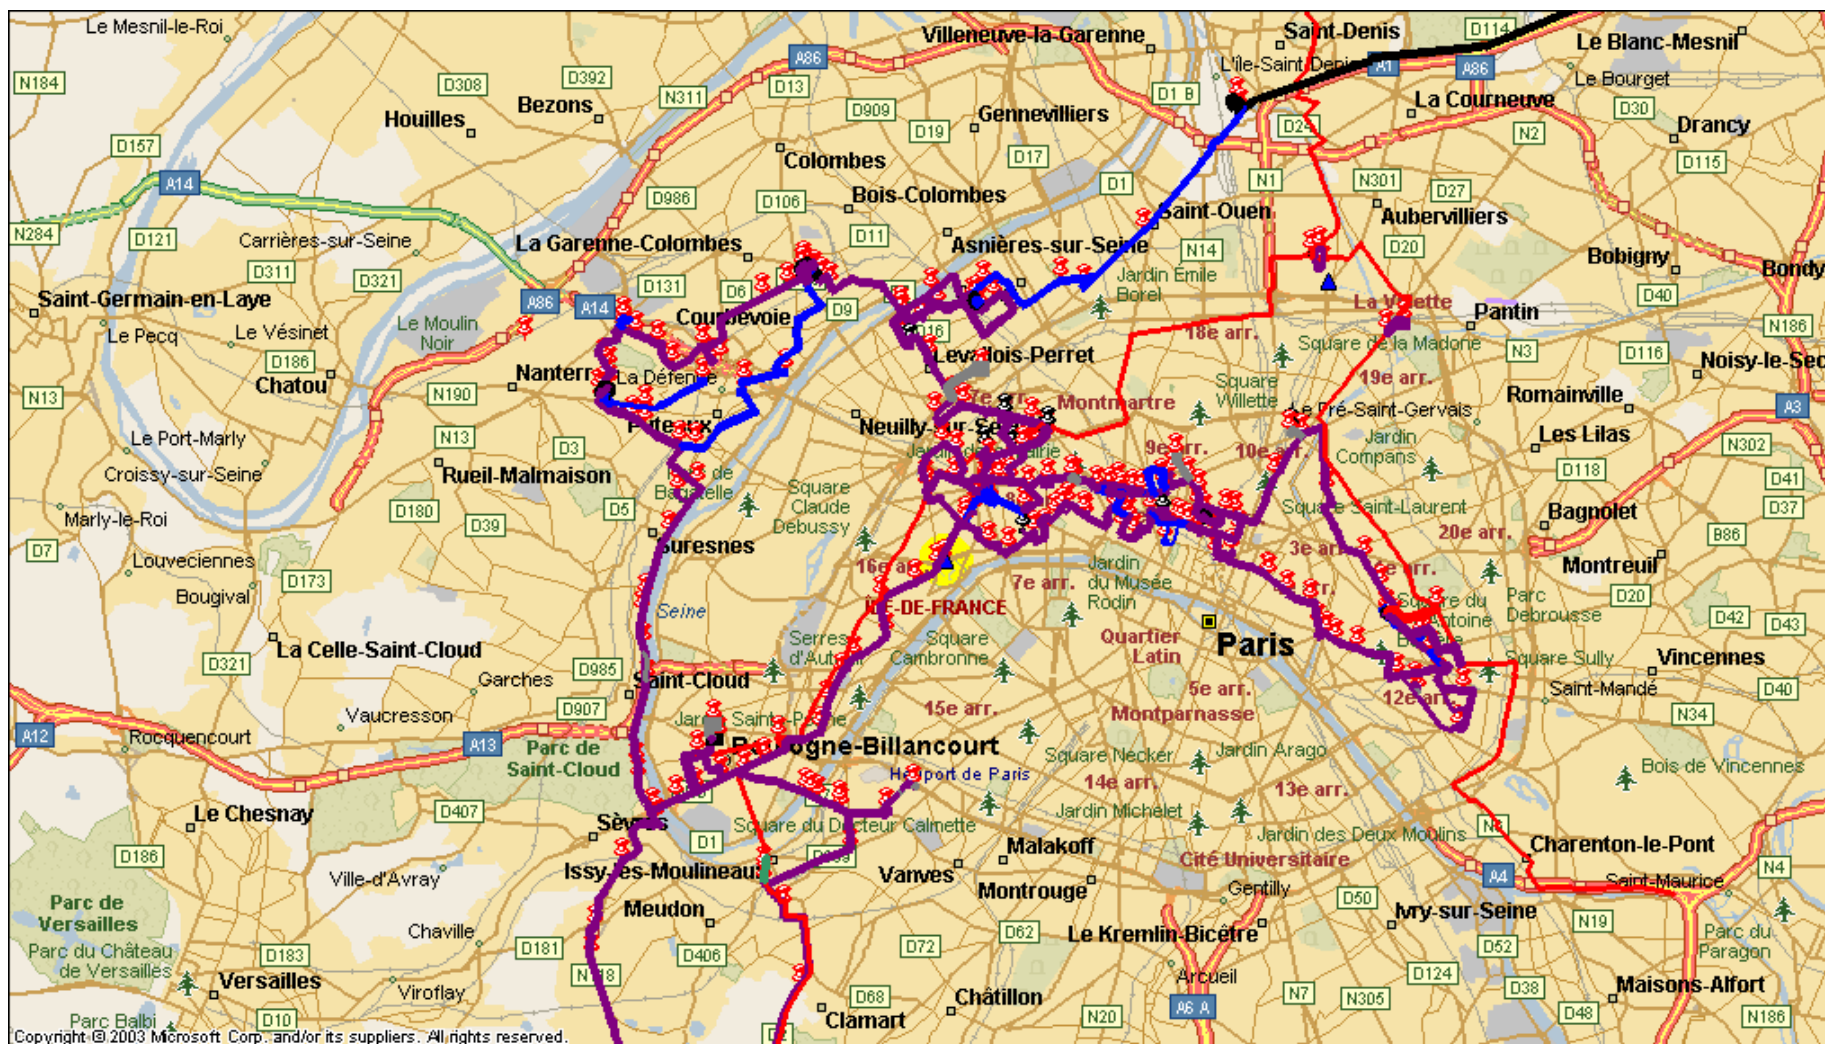 Le Mesnil-le-Roi
Villeneuve-la-Garenne
Saint-Denis
D114
Le Blanc-Mesnil
A86
L'île-Saint-Denis
A1
A86
Le Bourget
N184
D308
D392
D13
N311
D1 B
La Courneuve
D30
Houilles
Bezons
D909
Gennevilliers
D24
N2
Drancy
D157
D19
Colombes
D17
D115
A14
D986
Bois-Colombes
D1
N1
N301
D27
N284
D121
D106
Saint-Ouen
Aubervilliers
Carrières-sur-Seine
La Garenne-Colombes
D11
Asnières-sur-Seine
N14
D20
Bobigny
Bondy
D311
D321
D131
D6
Jardin Émile
Borel
D40
Saint-Germain-en-Laye
A86
A14
D9
La Villette
Pantin
Le Pecq
Le Vésinet
Le Moulin
Noir
Courbevoie
D16
18e arr.
N186
D186
Levallois-Perret
Square de la Madone
N3
D116
Noisy-le-Sec
Chatou
Nanterre
La Défense
19e arr.
N13
N190
Square
Willette
Romainville
A3
Montmartre
Le Pré-Saint-Gervais
Le Port-Marly
N13
D3
Puteaux
Neuilly-sur-Seine
9e arr.
10e arr.
Jardin
Compans
Les Lilas
N302
Croissy-sur-Seine
Rueil-Malmaison
D118
D41
Square
Claude
Debussy
Marly-le-Roi
D180
D39
D5
Square Saint-Laurent
Bagnolet
D37
D7
Louveciennes
Suresnes
20e arr.
B86
3e arr.
D173
16e arr.
7e arr.
Jardin
du Musée
Rodin
Montreuil
Bougival
Seine
ÎLE-DE-FRANCE
Parc
Debrousse
D20
D42
D43
La Celle-Saint-Cloud
Serres
d'Auteuil
Square
Cambronne
Quartier
Latin
Paris
D321
D985
Square Sully
Vincennes
Garches
Saint-Cloud
5e arr.
12e arr.
Saint-Mandé
D40
Vaucresson
D907
15e arr.
Montparnasse
N34
A12
Rocquencourt
A13
Parc de
Saint-Cloud
Boulogne-Billancourt
Square Necker
Jardin Arago
Héliport de Paris
14e arr.
13e arr.
Bois de Vincennes
Le Chesnay
D407
Jardin Michelet
Sèvres
D1
Square du Docteur Calmette
Jardin des Deux Moulins
D186
Malakoff
Cité Universitaire
Charenton-le-Pont
Ville-d'Avray
Issy-les-Moulineaux
Vanves
Montrouge
A4
N4
Gentilly
Saint-Maurice
Parc de
Versailles
Meudon
D50
Ivry-sur-Seine
N19
Chaville
D181
D72
D62
Le Kremlin-Bicêtre
D52
Parc du Château
de Versailles
D183
D406
Parc du
Paragon
Versailles
Viroflay
Arcueil
D124
D38
Maisons-Alfort
D68
Châtillon
A6 A
N7
N305
Parc Balbi
D10
Clamart
N20
D48
N186
Copyright © 2003 Microsoft Corp. and/or its suppliers. All rights reserved.